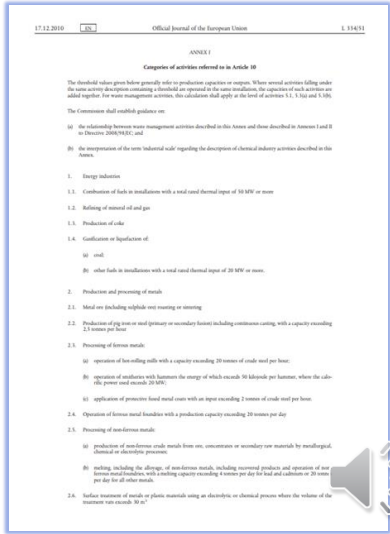 17.12.2010 EN Official Journal of the European Union L 334/51
ANNEX I
Categories of activities referred to in Article 10
The threshold values given below generally refer to production capacities or outputs. Where several activities falling under
the same activity description containing a threshold are operated in the same installation, the capacities of such activities are
added together. For waste management activities, this calculation shall apply at the level of activities 5.1, 5.3(a) and 5.3(b).
The Commission shall establish guidance on:
(a) the relationship between waste management activities described in this Annex and those described in Annexes I and II
to Directive 2008/98/EC; and
(b) the interpretation of the term 'industrial scale' regarding the description of chemical industry activities described in this
Annex.
1. Energy industries
1.1. Combustion of fuels in installations with a total rated thermal input of 50 MW or more
1.2. Refining of mineral oil and gas
1.3. Production of coke
1.4. Gasification or liquefaction of:
(a) coal;
(b) other fuels in installations with a total rated thermal input of 20 MW or more.
2. Production and processing of metals
2.1. Metal ore (including sulphide ore) roasting or sintering
2.2. Production of pig iron or steel (primary or secondary fusion) including continuous casting, with a capacity exceeding
2,5 tonnes per hour
2.3. Processing of ferrous metals:
(a) operation of hot-rolling mills with a capacity exceeding 20 tonnes of crude steel per hour;
(b) operation of smitheries with hammers the energy of which exceeds 50 kilojoule per hammer, where the calo-
rific power used exceeds 20 MW;
(c) application of protective fused metal coats with an input exceeding 2 tonnes of crude steel per hour.
2.4. Operation of ferrous metal foundries with a production capacity exceeding 20 tonnes per day
2.5. Processing of non-ferrous metals:
(a) production of non-ferrous crude metals from ore, concentrates or secondary raw materials by metallurgical,
chemical or electrolytic processes;
(b) melting, including the alloyage, of non-ferrous metals, including recovered products and operation of non-
ferrous metal foundries, with a melting capacity exceeding 4 tonnes per day for lead and cadmium or 20 tonnes
per day for all other metals.
2.6. Surface treatment of metals or plastic materials using an electrolytic or chemical process where the volume of the
treatment vats exceeds 30 m³